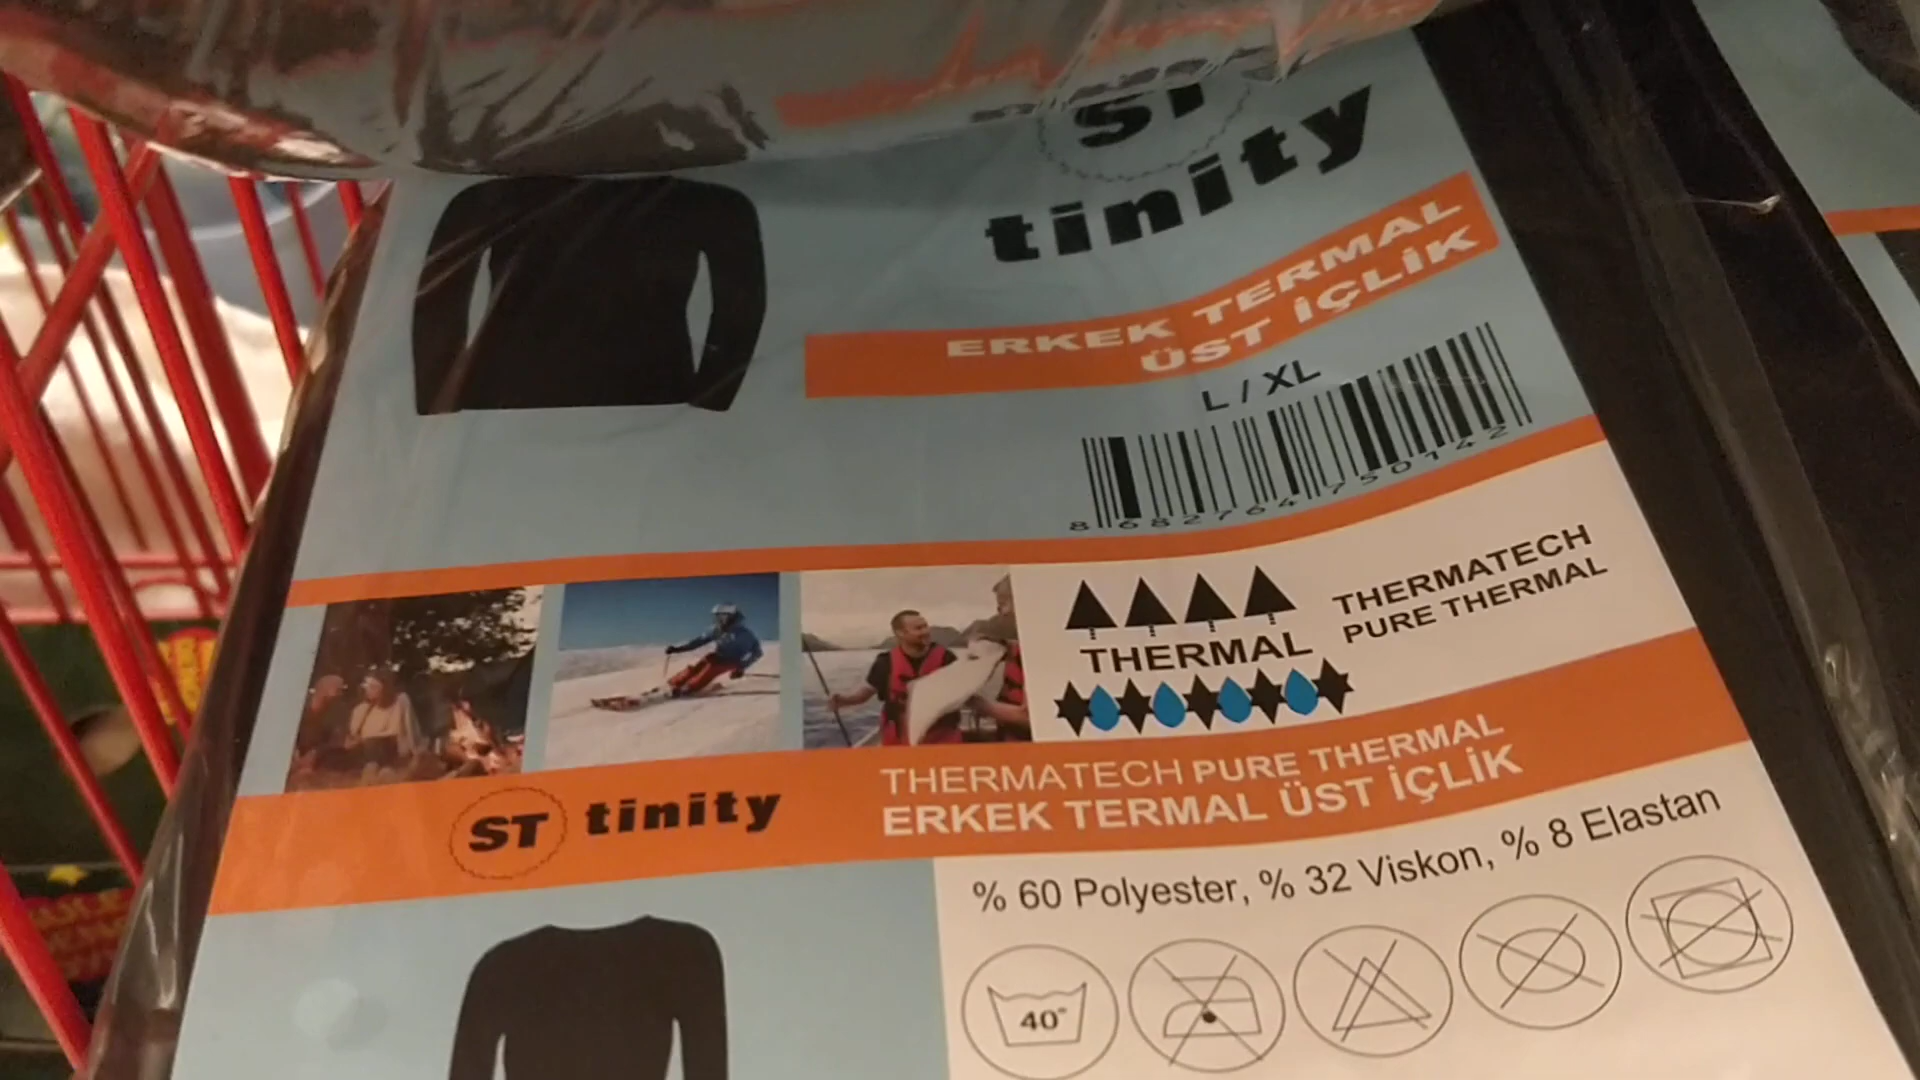 ST
tinity
ERKEK TERMAL
ÜST İÇLİK
L / XL
8682764750142
THERMAL
THERMATECH
PURE THERMAL
ST tinity
THERMATECH PURE THERMAL
ERKEK TERMAL ÜST İÇLİK
% 60 Polyester, % 32 Viskon, % 8 Elastan
40°